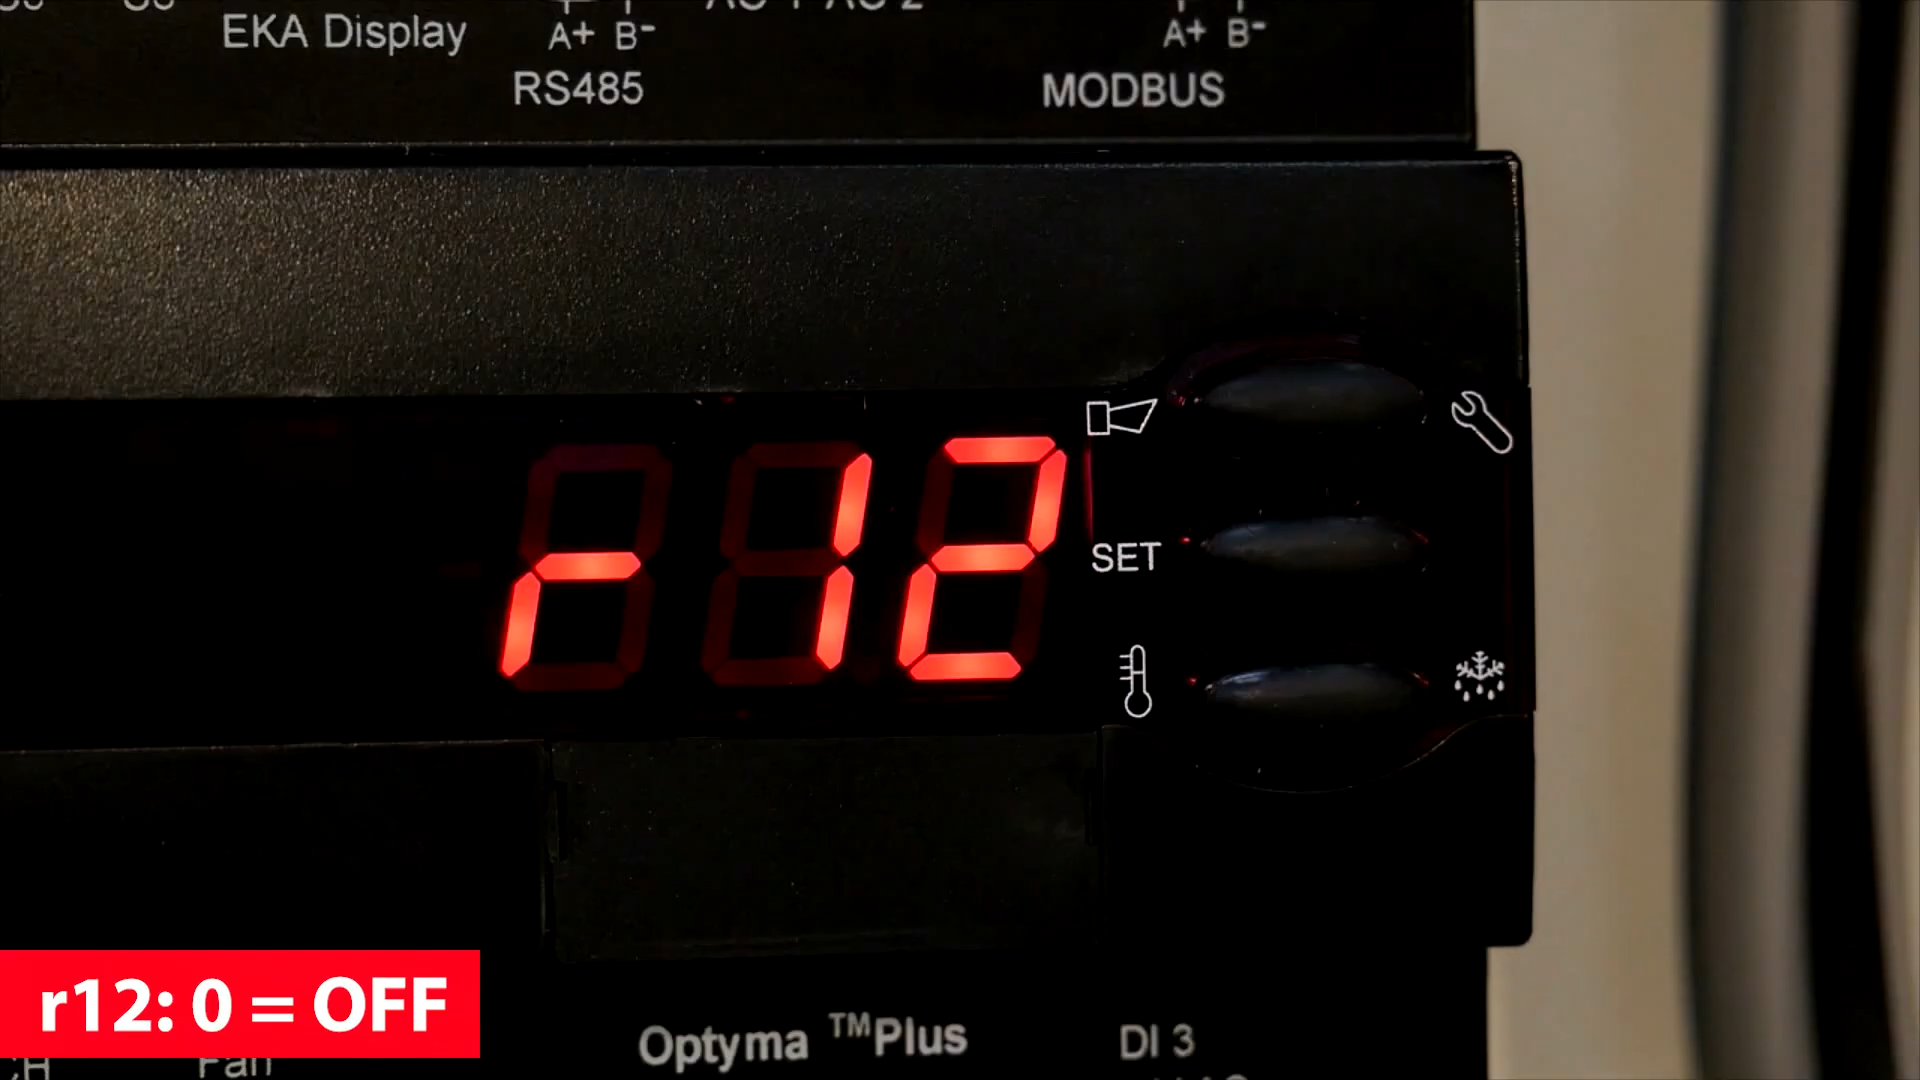 EKA Display
A+ B-
A+ B-
RS485
MODBUS
r12
SET
r12: 0 = OFF
Optyma ™Plus
DI 3
Fan